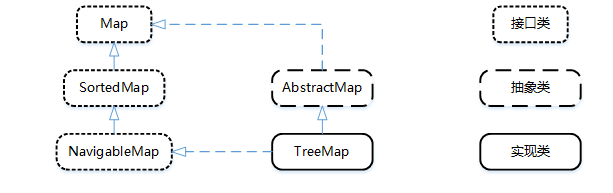 Map
接口类
SortedMap
AbstractMap
抽象类
NavigableMap
TreeMap
实现类